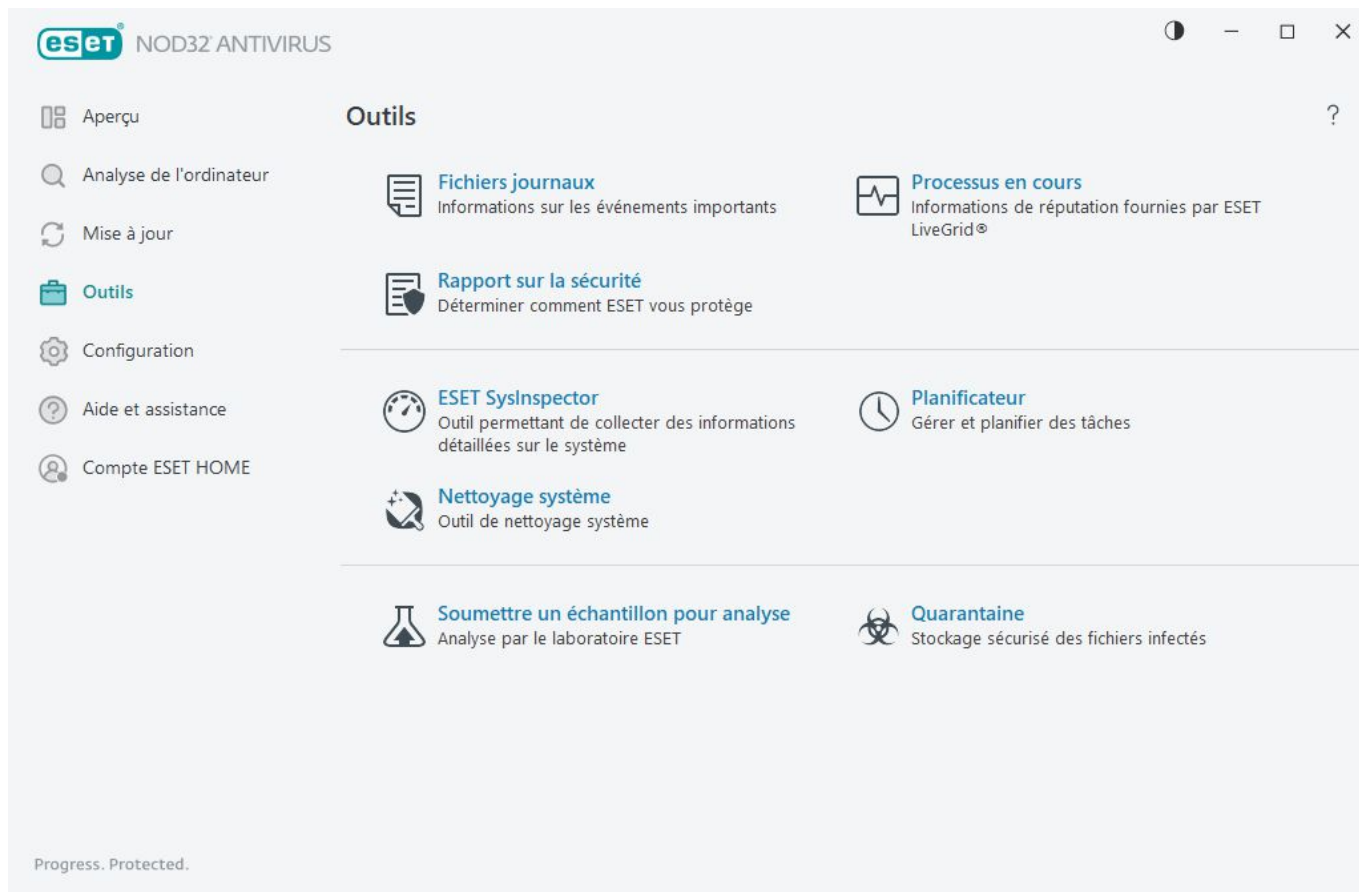 eset® NOD32® ANTIVIRUS
Aperçu
Analyse de l'ordinateur
Mise à jour
Outils
Configuration
Aide et assistance
Compte ESET HOME
Outils
?
Fichiers journaux
Informations sur les événements importants
Processus en cours
Informations de réputation fournies par ESET
LiveGrid®
Rapport sur la sécurité
Déterminer comment ESET vous protège
ESET SysInspector
Outil permettant de collecter des informations
détaillées sur le système
Planificateur
Gérer et planifier des tâches
Nettoyage système
Outil de nettoyage système
Soumettre un échantillon pour analyse
Analyse par le laboratoire ESET
Quarantaine
Stockage sécurisé des fichiers infectés
Progress. Protected.